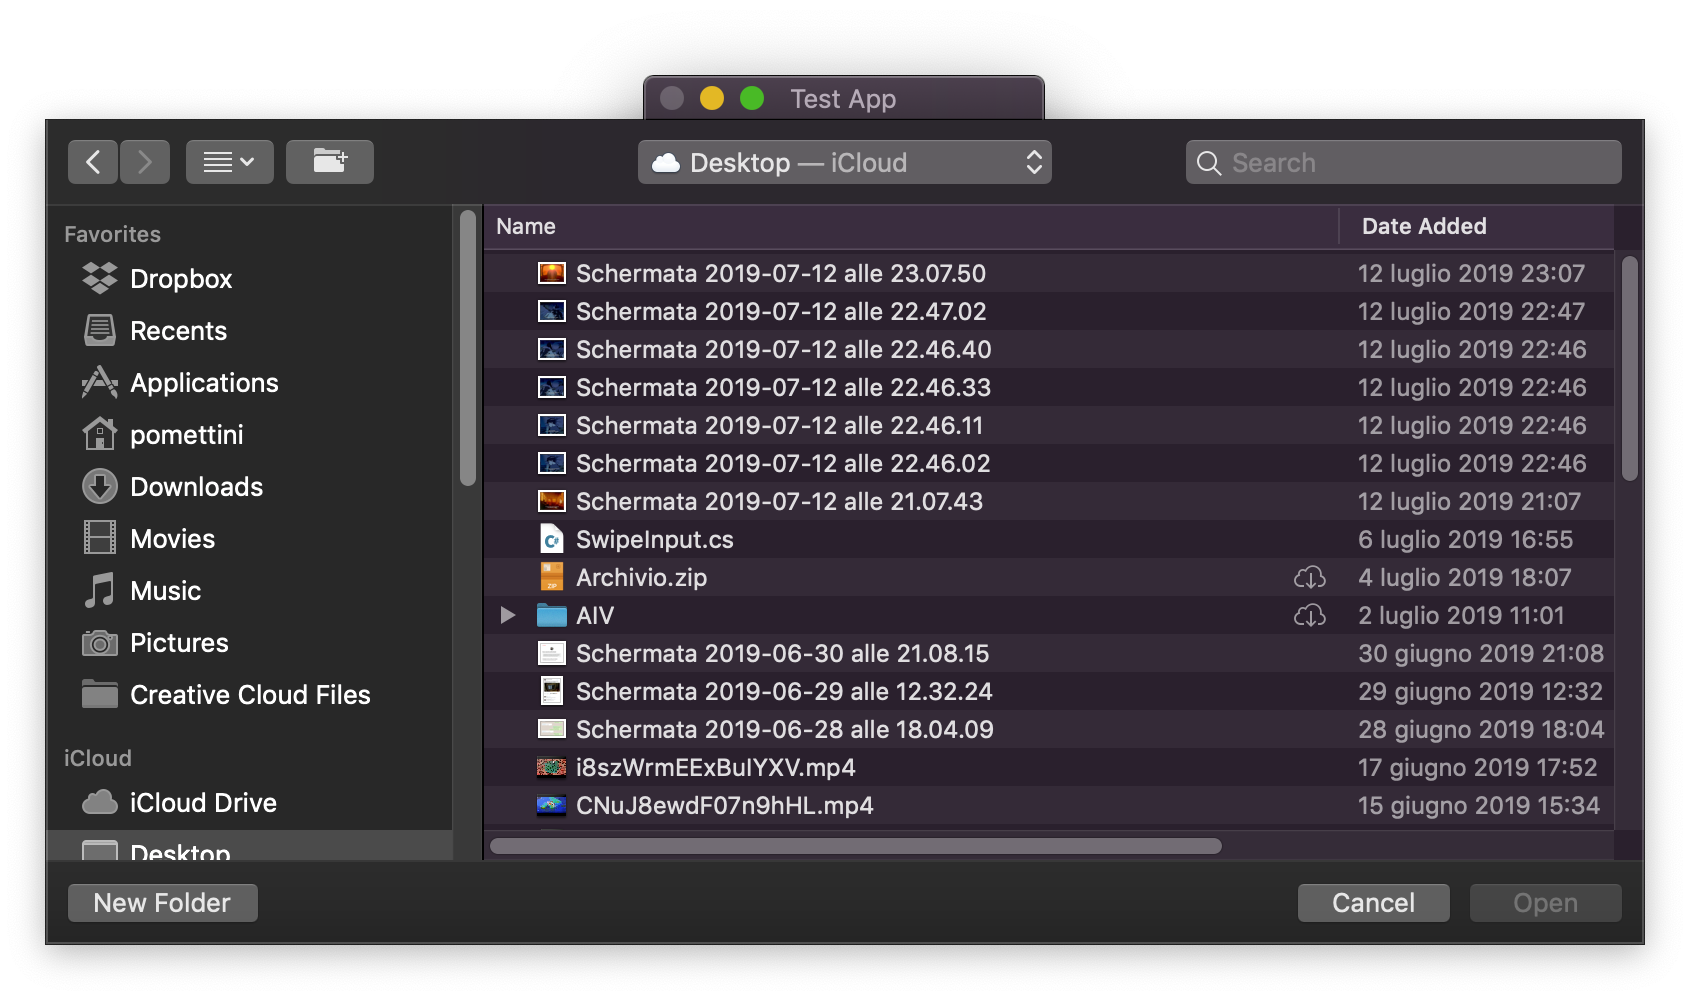 Test App
Desktop — iCloud
Search
Favorites
Dropbox
Recents
Applications
pomettini
Downloads
Movies
Music
Pictures
Creative Cloud Files
iCloud
iCloud Drive
Desktop
Name Date Added
Schermata 2019-07-12 alle 23.07.50 12 luglio 2019 23:07
Schermata 2019-07-12 alle 22.47.02 12 luglio 2019 22:47
Schermata 2019-07-12 alle 22.46.40 12 luglio 2019 22:46
Schermata 2019-07-12 alle 22.46.33 12 luglio 2019 22:46
Schermata 2019-07-12 alle 22.46.11 12 luglio 2019 22:46
Schermata 2019-07-12 alle 22.46.02 12 luglio 2019 22:46
Schermata 2019-07-12 alle 21.07.43 12 luglio 2019 21:07
SwipeInput.cs 6 luglio 2019 16:55
Archivio.zip 4 luglio 2019 18:07
AIV 2 luglio 2019 11:01
Schermata 2019-06-30 alle 21.08.15 30 giugno 2019 21:08
Schermata 2019-06-29 alle 12.32.24 29 giugno 2019 12:32
Schermata 2019-06-28 alle 18.04.09 28 giugno 2019 18:04
i8szWrmEExBuIYXV.mp4 17 giugno 2019 17:52
CNuJ8ewdF07n9hHL.mp4 15 giugno 2019 15:34
New Folder
Cancel
Open